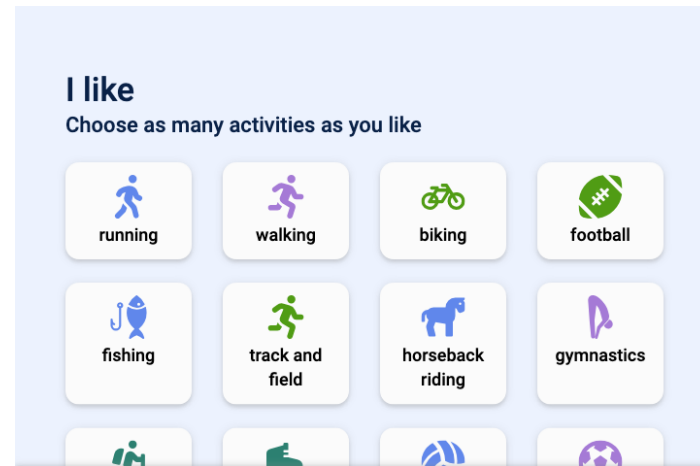 I like
Choose as many activities as you like
running
walking
biking
football
fishing
track and
field
horseback
riding
gymnastics